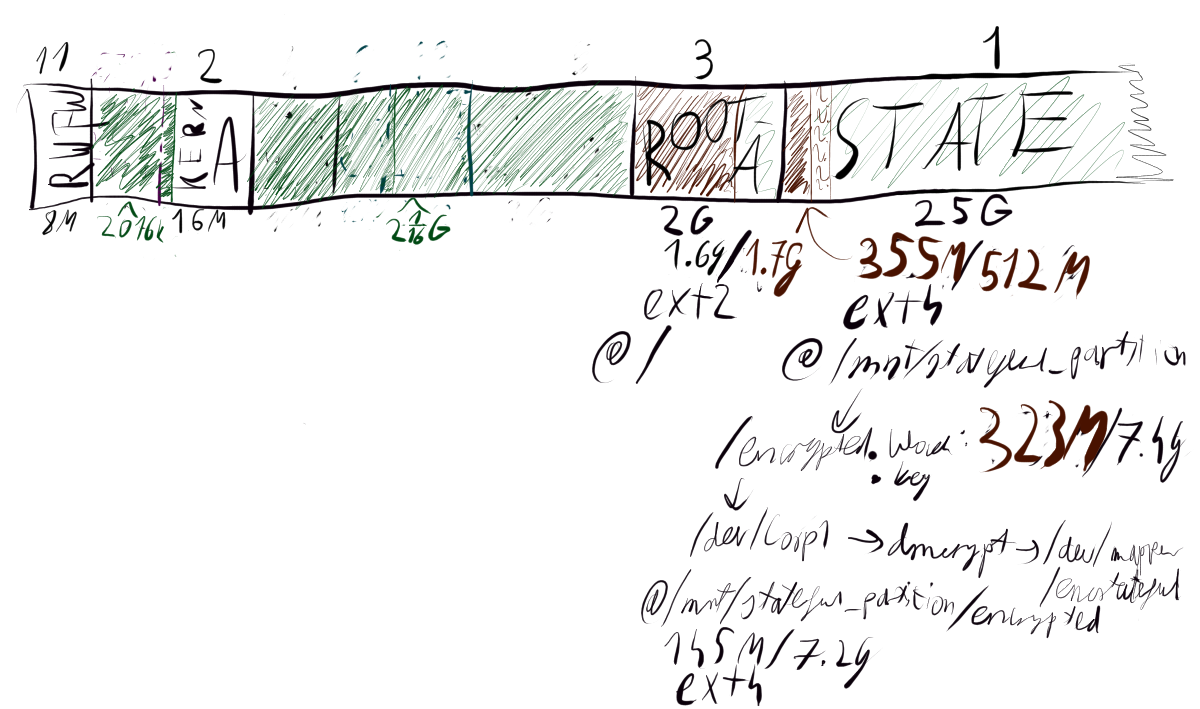 11 2 3 1
RWFW KERN A ROOT A STATE
8M 2016k 16M 2 1/16 G 2G 25G
1.6G/1.7G 355M/512M
ext2 ext4
@ / @ /mnt/stateful_partition
/encrypted.block: 323M/7.4G
.key
/dev/loop1 → dmcrypt → /dev/mapper
/encstateful
@/mnt/stateful_partition/encrypted
145M/7.2G
ext4